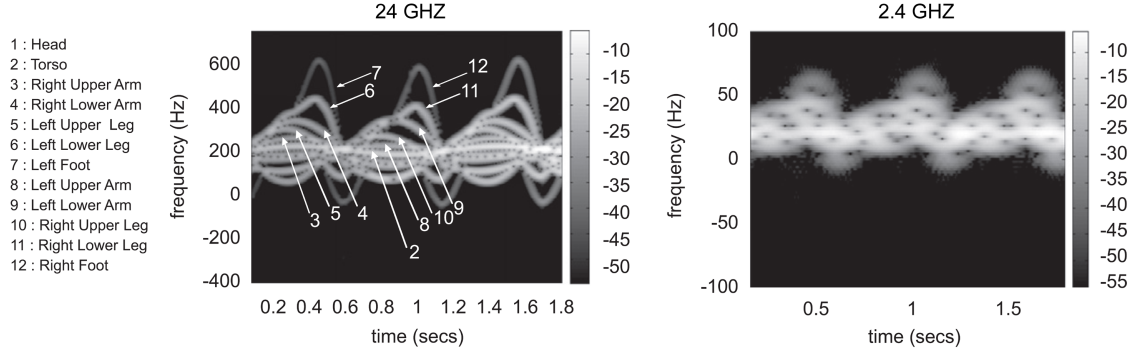 24 GHZ
2.4 GHZ
1 : Head
2 : Torso
3 : Right Upper Arm
4 : Right Lower Arm
5 : Left Upper Leg
6 : Left Lower Leg
7 : Left Foot
8 : Left Upper Arm
9 : Left Lower Arm
10 : Right Upper Leg
11 : Right Lower Leg
12 : Right Foot
frequency (Hz)
600
400
200
0
-200
-400
7
6
12
11
3
5
4
8
10
9
2
0.2 0.4 0.6 0.8 1 1.2 1.4 1.6 1.8
time (secs)
-10
-15
-20
-25
-30
-35
-40
-45
-50
frequency (Hz)
100
50
0
-50
-100
0.5 1 1.5
time (secs)
-10
-15
-20
-25
-30
-35
-40
-45
-50
-55